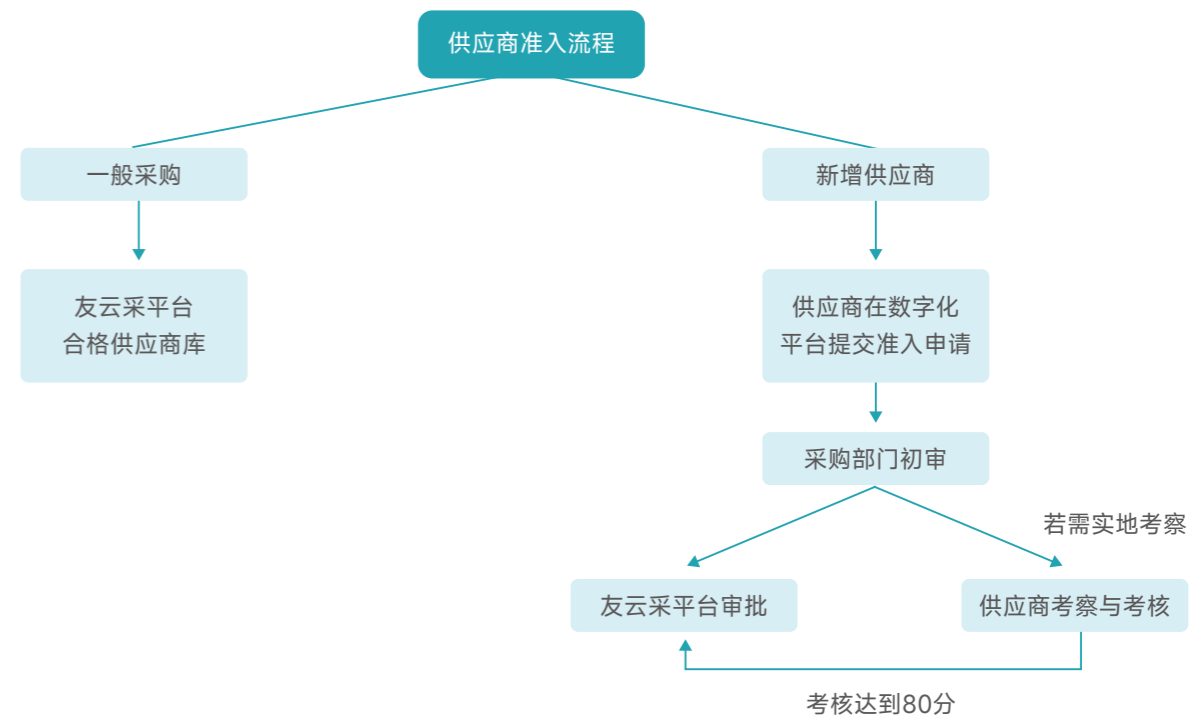 供应商准入流程
一般采购
新增供应商
友云采平台
合格供应商库
供应商在数字化
平台提交准入申请
采购部门初审
若需实地考察
友云采平台审批
供应商考察与考核
考核达到80分